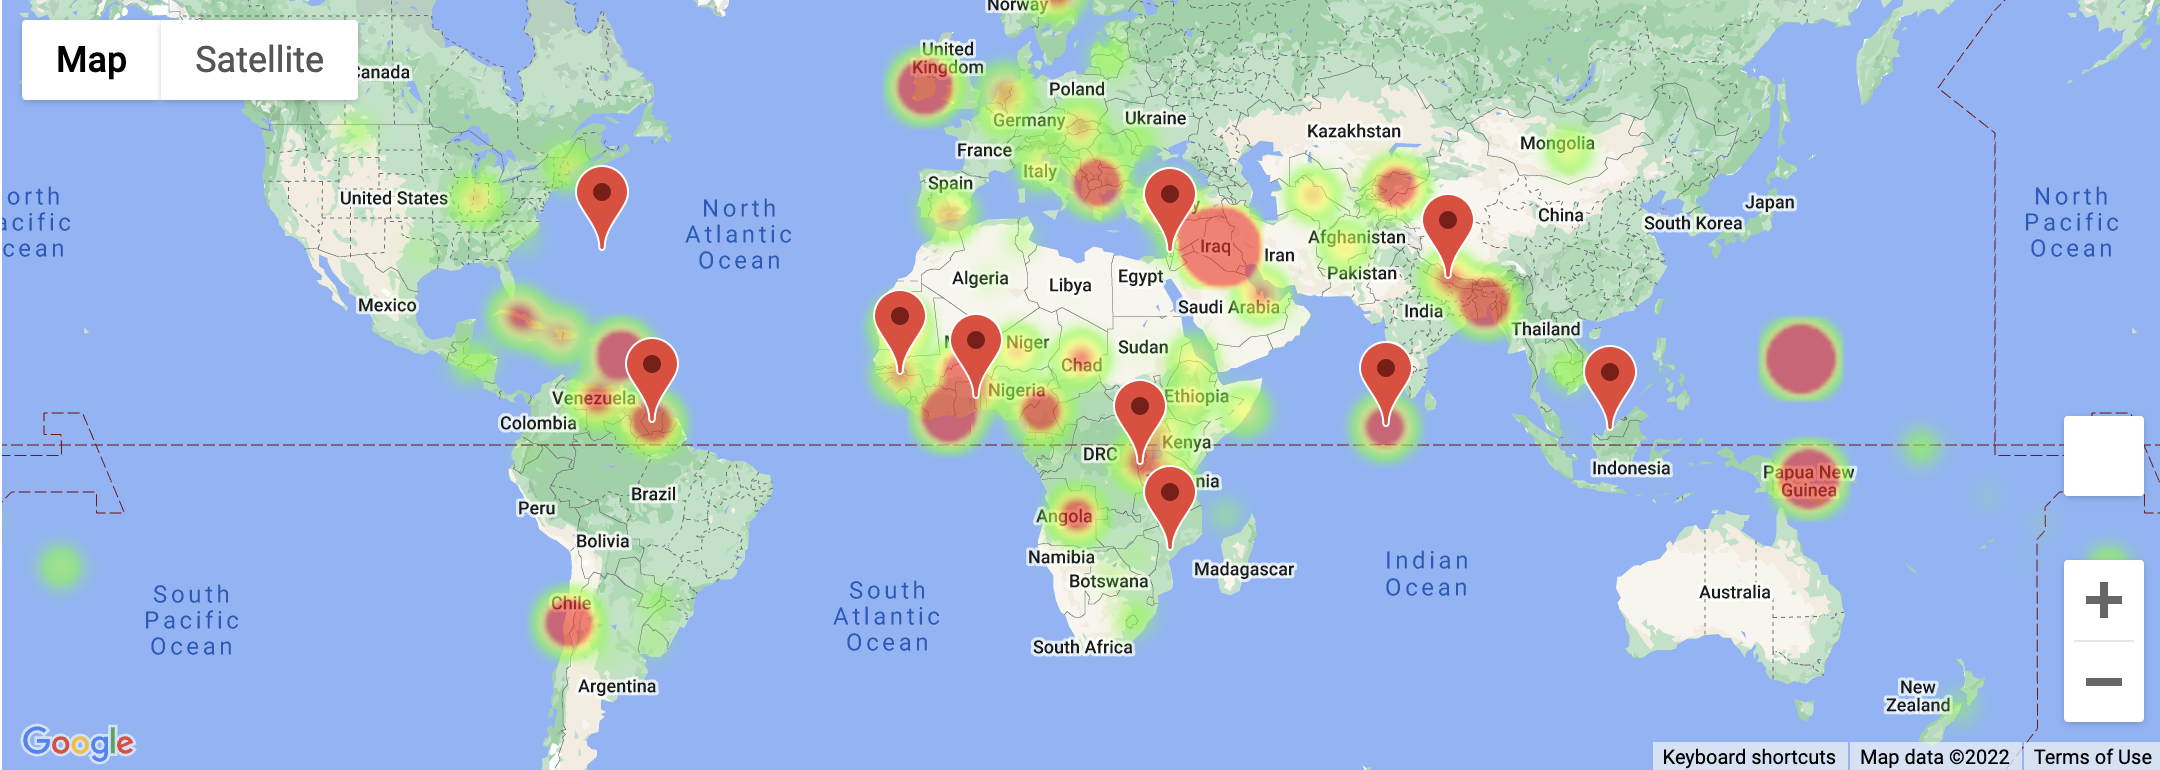 Norway
Map
Satellite
Canada
United
Kingdom
Poland
Germany
Ukraine
Kazakhstan
Mongolia
France
Italy
Spain
United States
China
Japan
South Korea
North
Atlantic
Ocean
North
Pacific
Ocean
orth
acific
cean
Afghanistan
Iraq
Iran
Pakistan
Algeria
Libya
Egypt
Saudi Arabia
Mexico
India
Thailand
Niger
Chad
Sudan
Nigeria
Ethiopia
Venezuela
Colombia
Kenya
DRC
Indonesia
Papua New
Guinea
nia
Brazil
Peru
Angola
Bolivia
Namibia
Madagascar
Botswana
Indian
Ocean
Australia
South
Pacific
Ocean
South
Atlantic
Ocean
Chile
South Africa
Argentina
New
Zealand
Google
Keyboard shortcuts
Map data ©2022
Terms of Use